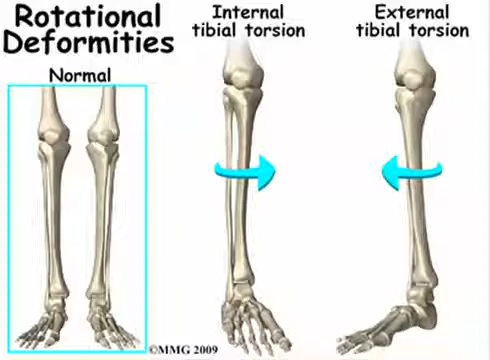 Rotational
Deformities
Normal
Internal
tibial torsion
External
tibial torsion
©MMG 2009